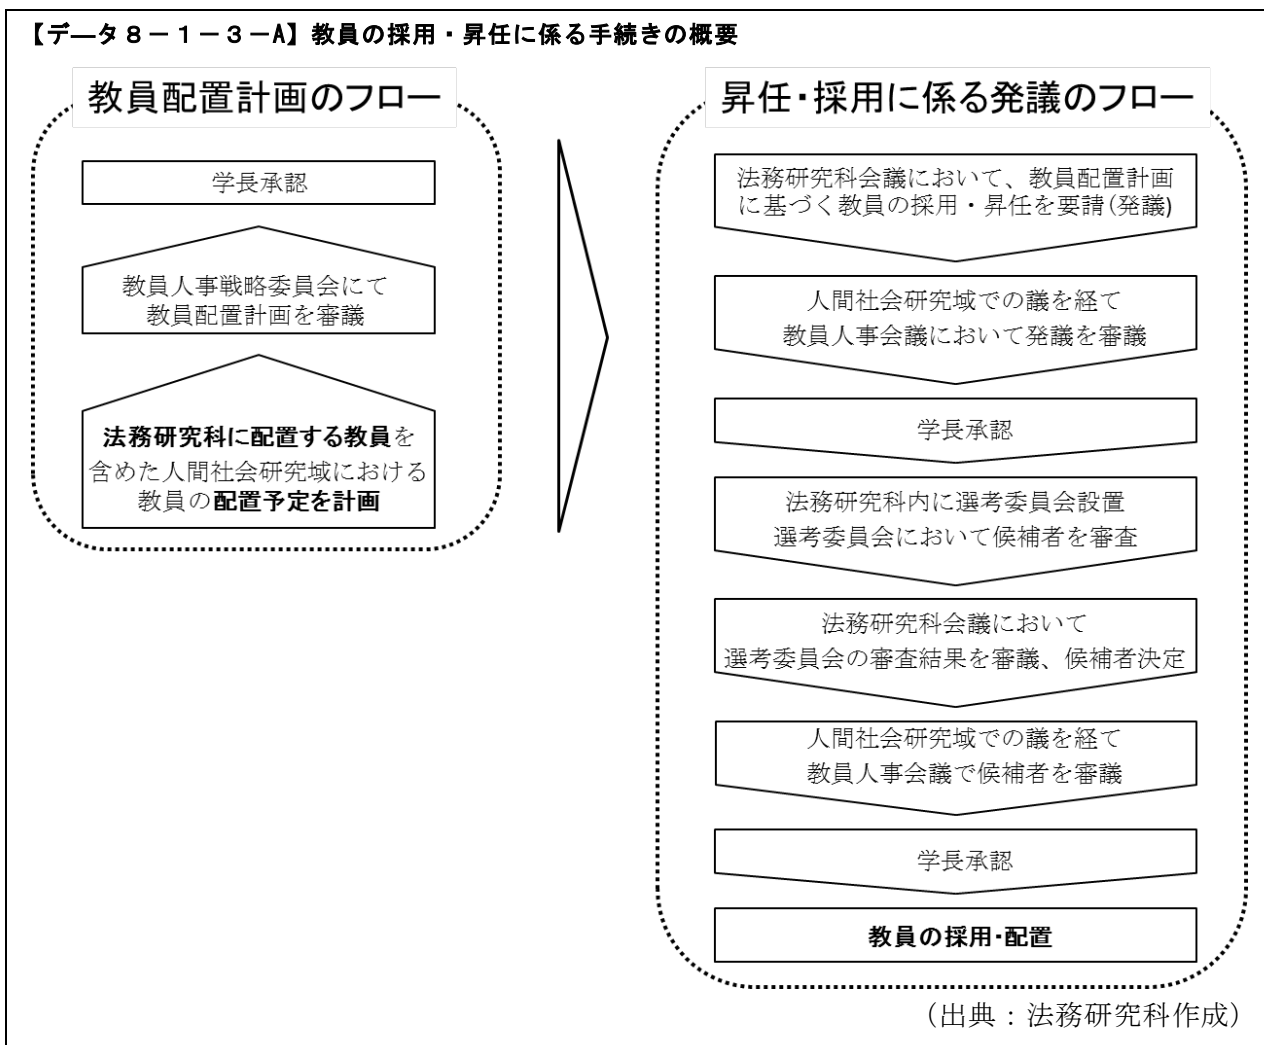 【データ８－１－３－A】教員の採用・昇任に係る手続きの概要
教員配置計画のフロー
学長承認
教員人事戦略委員会にて
教員配置計画を審議
法務研究科に配置する教員を
含めた人間社会研究域における
教員の配置予定を計画
昇任・採用に係る発議のフロー
法務研究科会議において、教員配置計画
に基づく教員の採用・昇任を要請(発議)
人間社会研究域での議を経て
教員人事会議において発議を審議
学長承認
法務研究科内に選考委員会設置
選考委員会において候補者を審査
法務研究科会議において
選考委員会の審査結果を審議、候補者決定
人間社会研究域での議を経て
教員人事会議で候補者を審議
学長承認
教員の採用・配置
（出典：法務研究科作成）